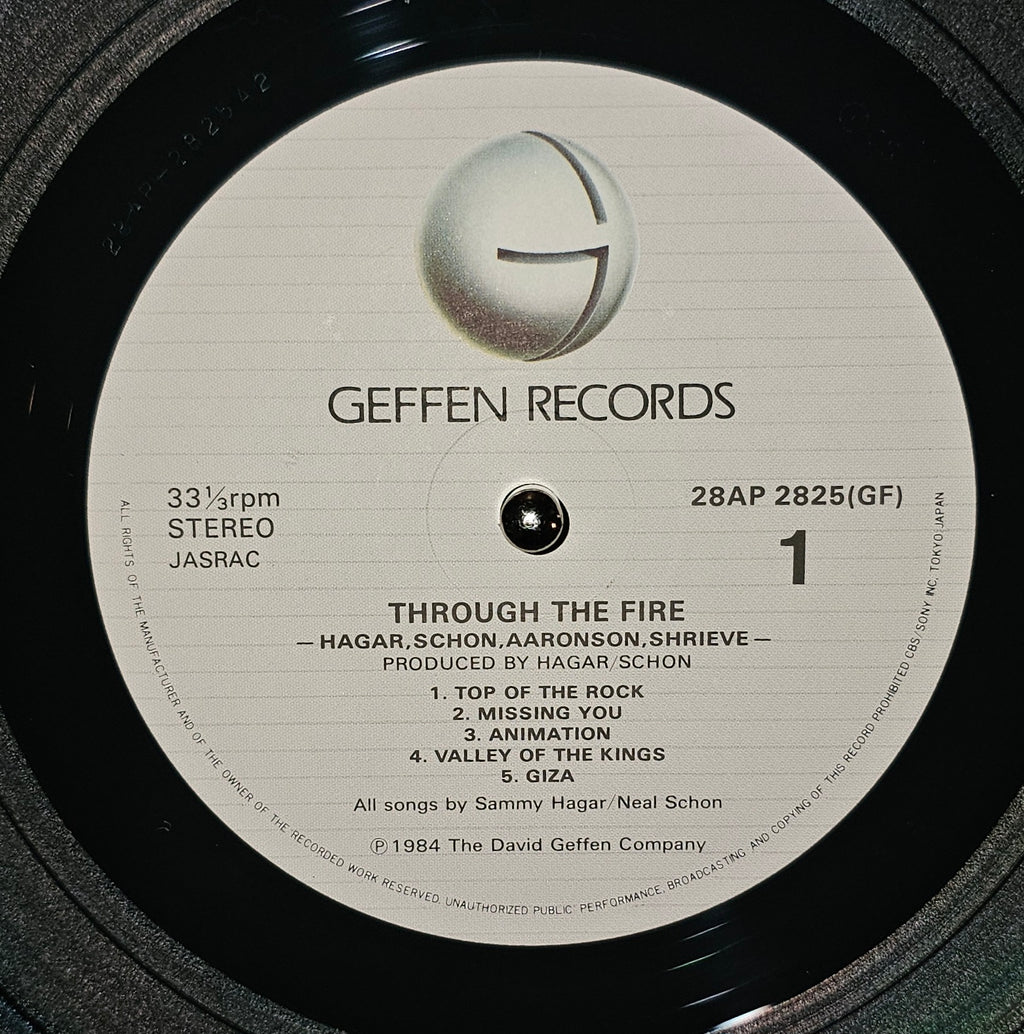 28AP-2825A2
GEFFEN RECORDS
33⅓rpm
STEREO
JASRAC
28AP 2825(GF)
1
THROUGH THE FIRE
—HAGAR,SCHON,AARONSON,SHRIEVE—
PRODUCED BY HAGAR/SCHON
1. TOP OF THE ROCK
2. MISSING YOU
3. ANIMATION
4. VALLEY OF THE KINGS
5. GIZA
All songs by Sammy Hagar/Neal Schon
Ⓟ1984 The David Geffen Company
ALL RIGHTS OF THE MANUFACTURER AND OF THE OWNER OF THE RECORDED WORK RESERVED. UNAUTHORIZED PUBLIC PERFORMANCE, BROADCASTING AND COPYING OF THIS RECORD PROHIBITED CBS/SONY INC. TOKYO JAPAN